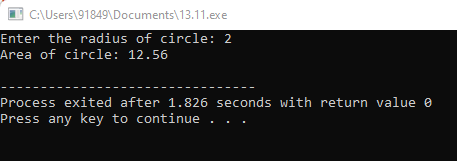 C:\Users\91849\Documents\13.11.exe
Enter the radius of circle: 2
Area of circle: 12.56
--------------------------------
Process exited after 1.826 seconds with return value 0
Press any key to continue . . .